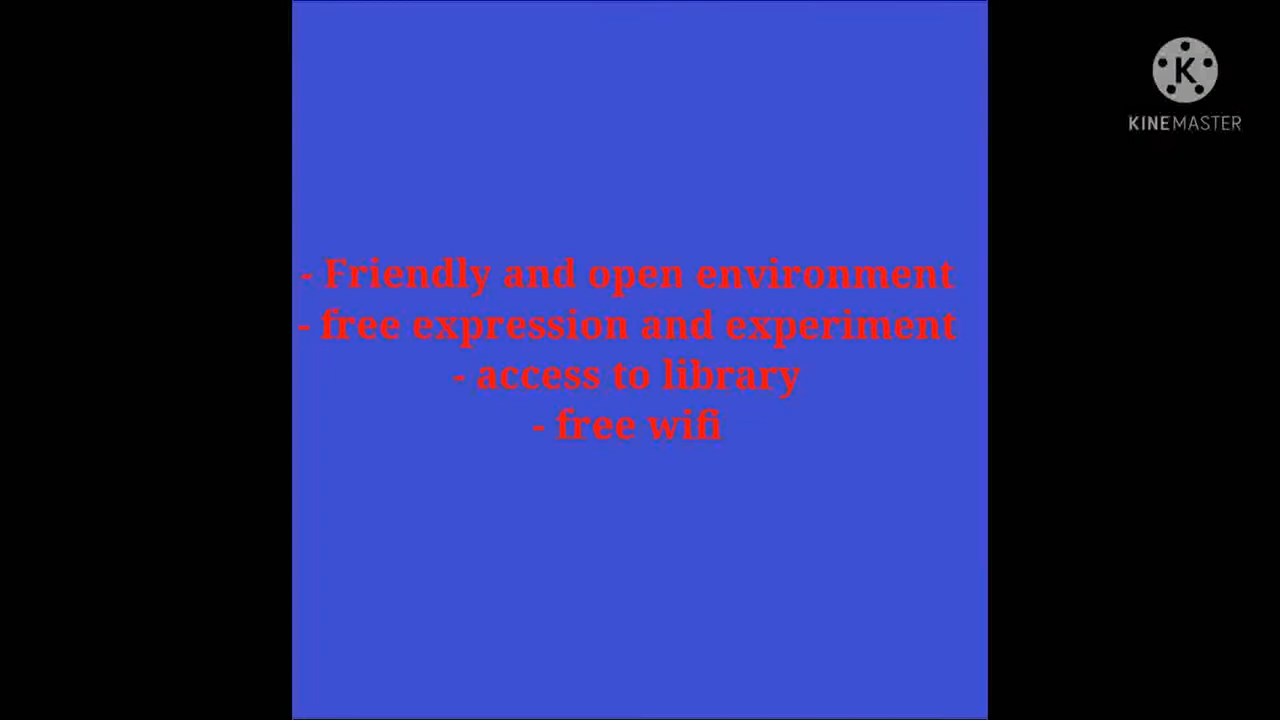 KINEMASTER
- Friendly and open environment
- free expression and experiment
- access to library
- free wifi